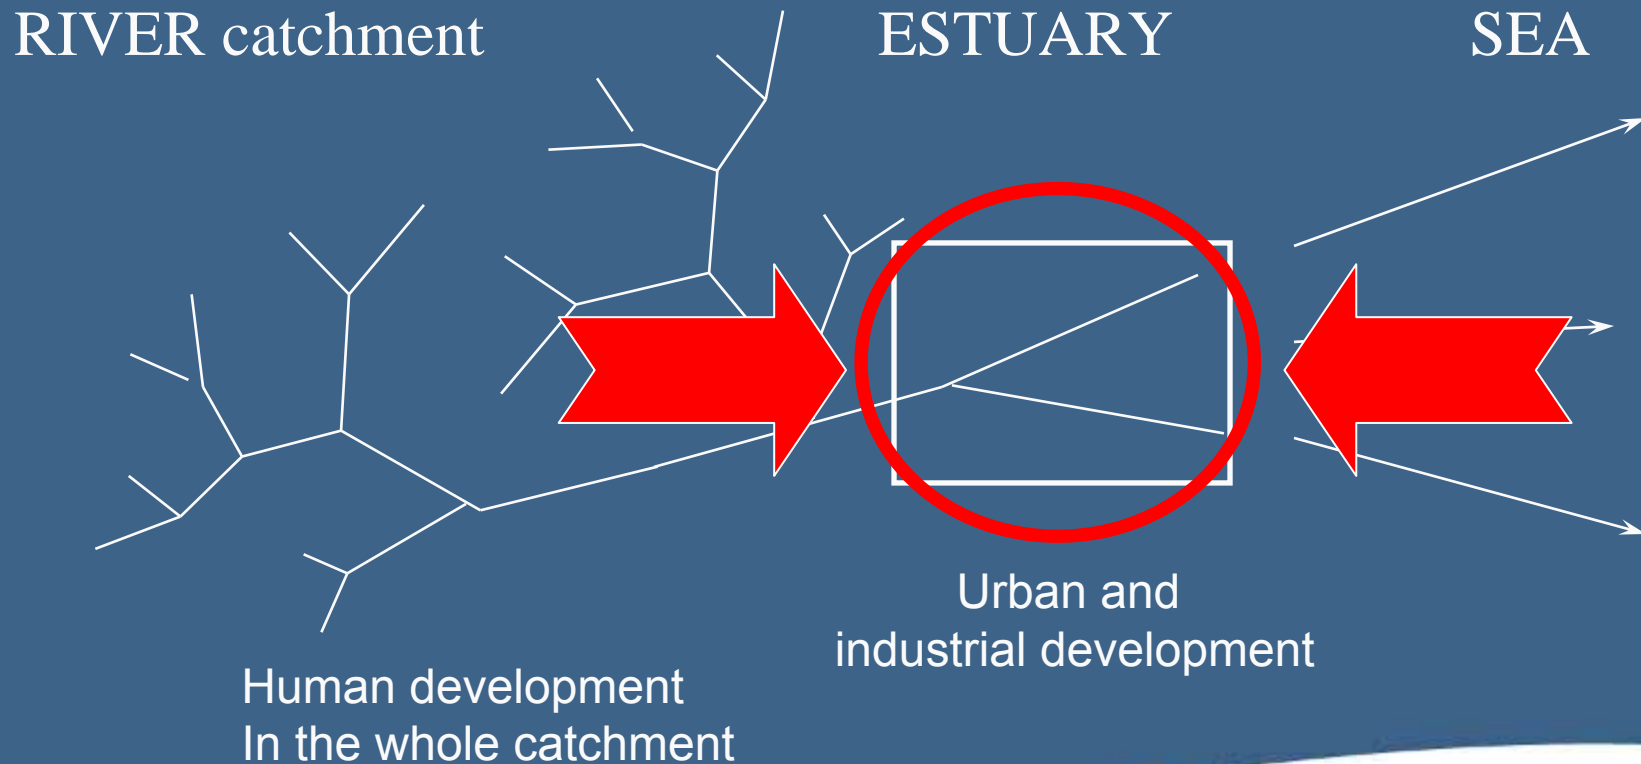 RIVER catchment
ESTUARY
SEA
Urban and
industrial development
Human development
In the whole catchment